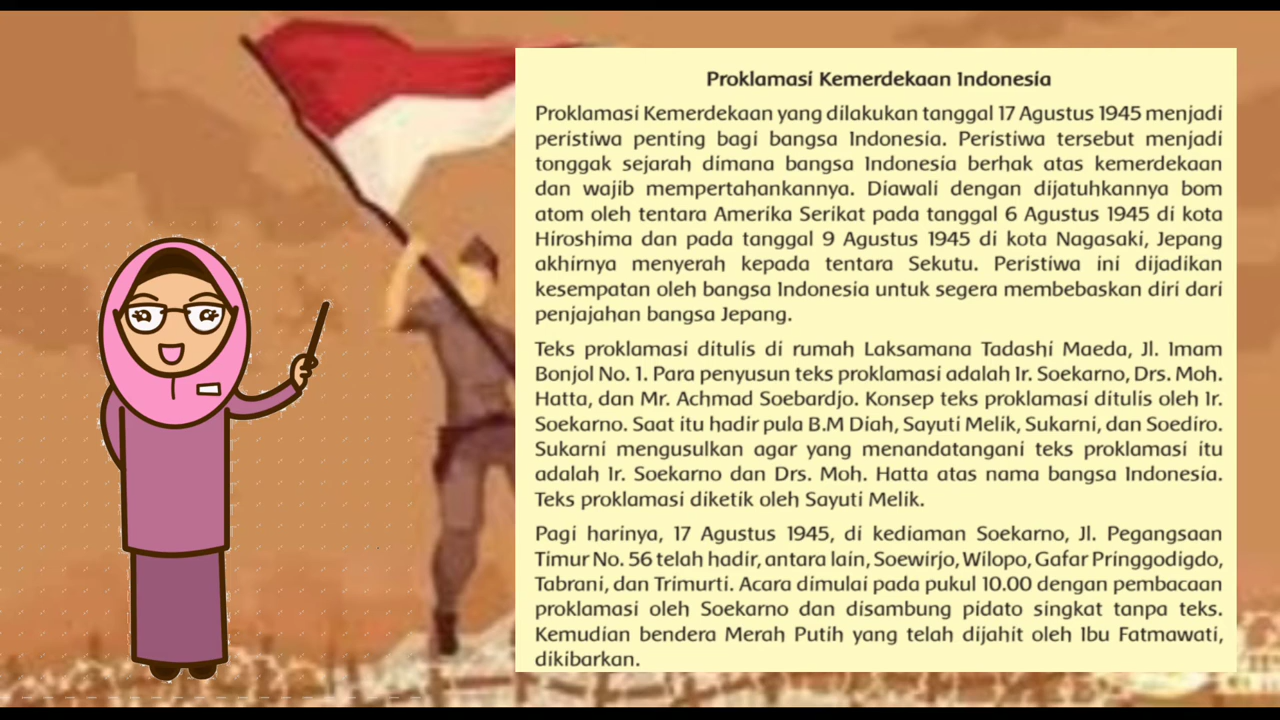 Proklamasi Kemerdekaan Indonesia
Proklamasi Kemerdekaan yang dilakukan tanggal 17 Agustus 1945 menjadi
peristiwa penting bagi bangsa Indonesia. Peristiwa tersebut menjadi
tonggak sejarah dimana bangsa Indonesia berhak atas kemerdekaan
dan wajib mempertahankannya. Diawali dengan dijatuhkannya bom
atom oleh tentara Amerika Serikat pada tanggal 6 Agustus 1945 di kota
Hiroshima dan pada tanggal 9 Agustus 1945 di kota Nagasaki, Jepang
akhirnya menyerah kepada tentara Sekutu. Peristiwa ini dijadikan
kesempatan oleh bangsa Indonesia untuk segera membebaskan diri dari
penjajahan bangsa Jepang.
Teks proklamasi ditulis di rumah Laksamana Tadashi Maeda, Jl. Imam
Bonjol No. 1. Para penyusun teks proklamasi adalah Ir. Soekarno, Drs. Moh.
Hatta, dan Mr. Achmad Soebardjo. Konsep teks proklamasi ditulis oleh Ir.
Soekarno. Saat itu hadir pula B.M Diah, Sayuti Melik, Sukarni, dan Soediro.
Sukarni mengusulkan agar yang menandatangani teks proklamasi itu
adalah Ir. Soekarno dan Drs. Moh. Hatta atas nama bangsa Indonesia.
Teks proklamasi diketik oleh Sayuti Melik.
Pagi harinya, 17 Agustus 1945, di kediaman Soekarno, Jl. Pegangsaan
Timur No. 56 telah hadir, antara lain, Soewirjo, Wilopo, Gafar Pringgodigdo,
Tabrani, dan Trimurti. Acara dimulai pada pukul 10.00 dengan pembacaan
proklamasi oleh Soekarno dan disambung pidato singkat tanpa teks.
Kemudian bendera Merah Putih yang telah dijahit oleh Ibu Fatmawati,
dikibarkan.